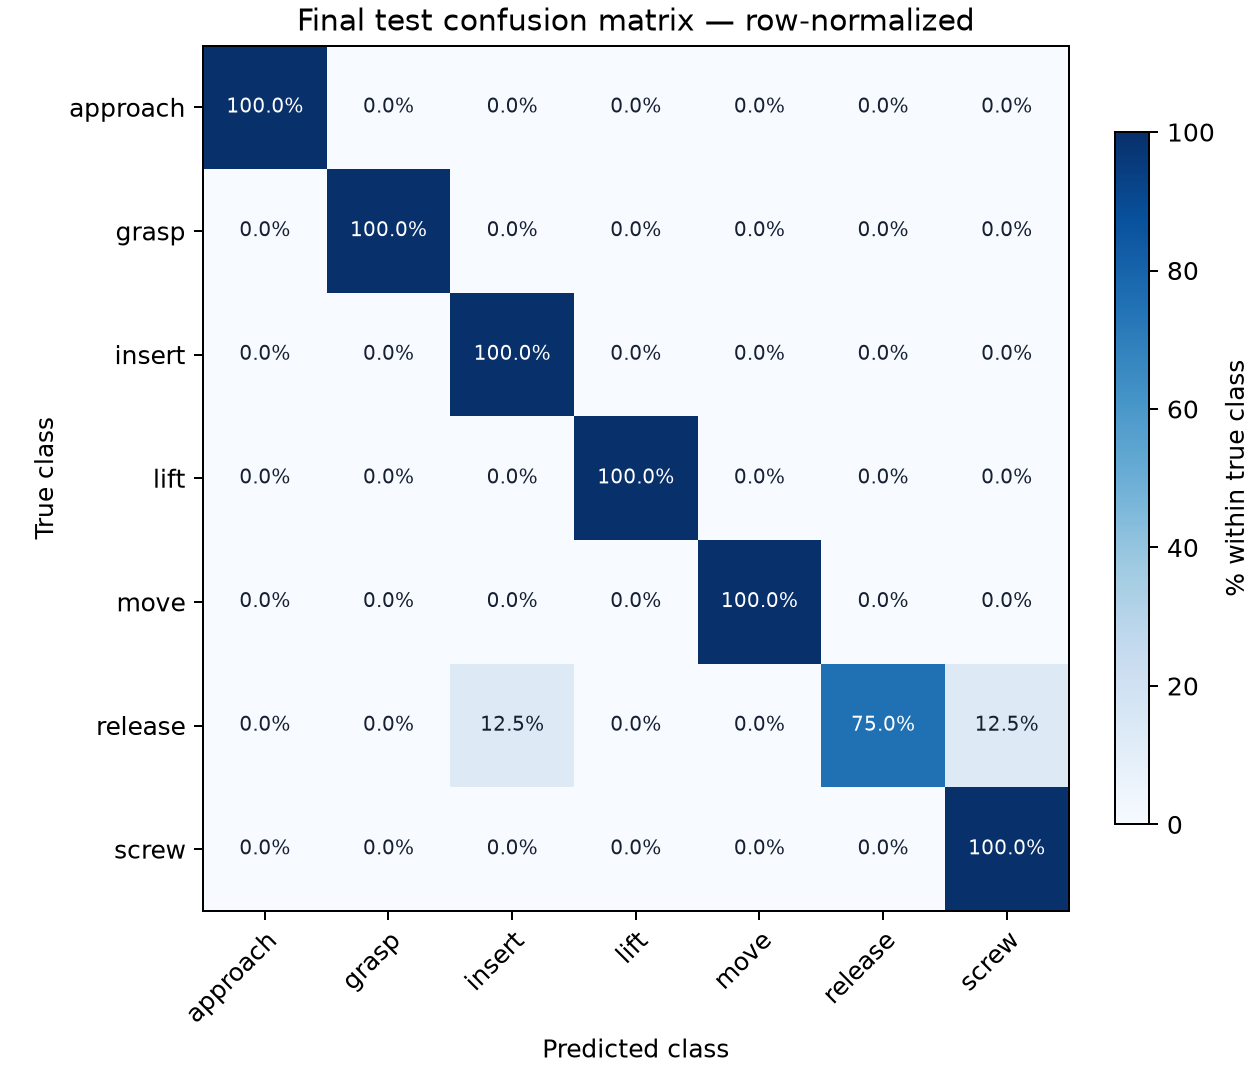 Final test confusion matrix — row-normalized
approach 100.0% 0.0% 0.0% 0.0% 0.0% 0.0% 0.0%
grasp 0.0% 100.0% 0.0% 0.0% 0.0% 0.0% 0.0%
insert 0.0% 0.0% 100.0% 0.0% 0.0% 0.0% 0.0%
lift 0.0% 0.0% 0.0% 100.0% 0.0% 0.0% 0.0%
move 0.0% 0.0% 0.0% 0.0% 100.0% 0.0% 0.0%
release 0.0% 0.0% 12.5% 0.0% 0.0% 75.0% 12.5%
screw 0.0% 0.0% 0.0% 0.0% 0.0% 0.0% 100.0%
approach grasp insert lift move release screw
Predicted class
True class
100
80
60
40
20
0
% within true class